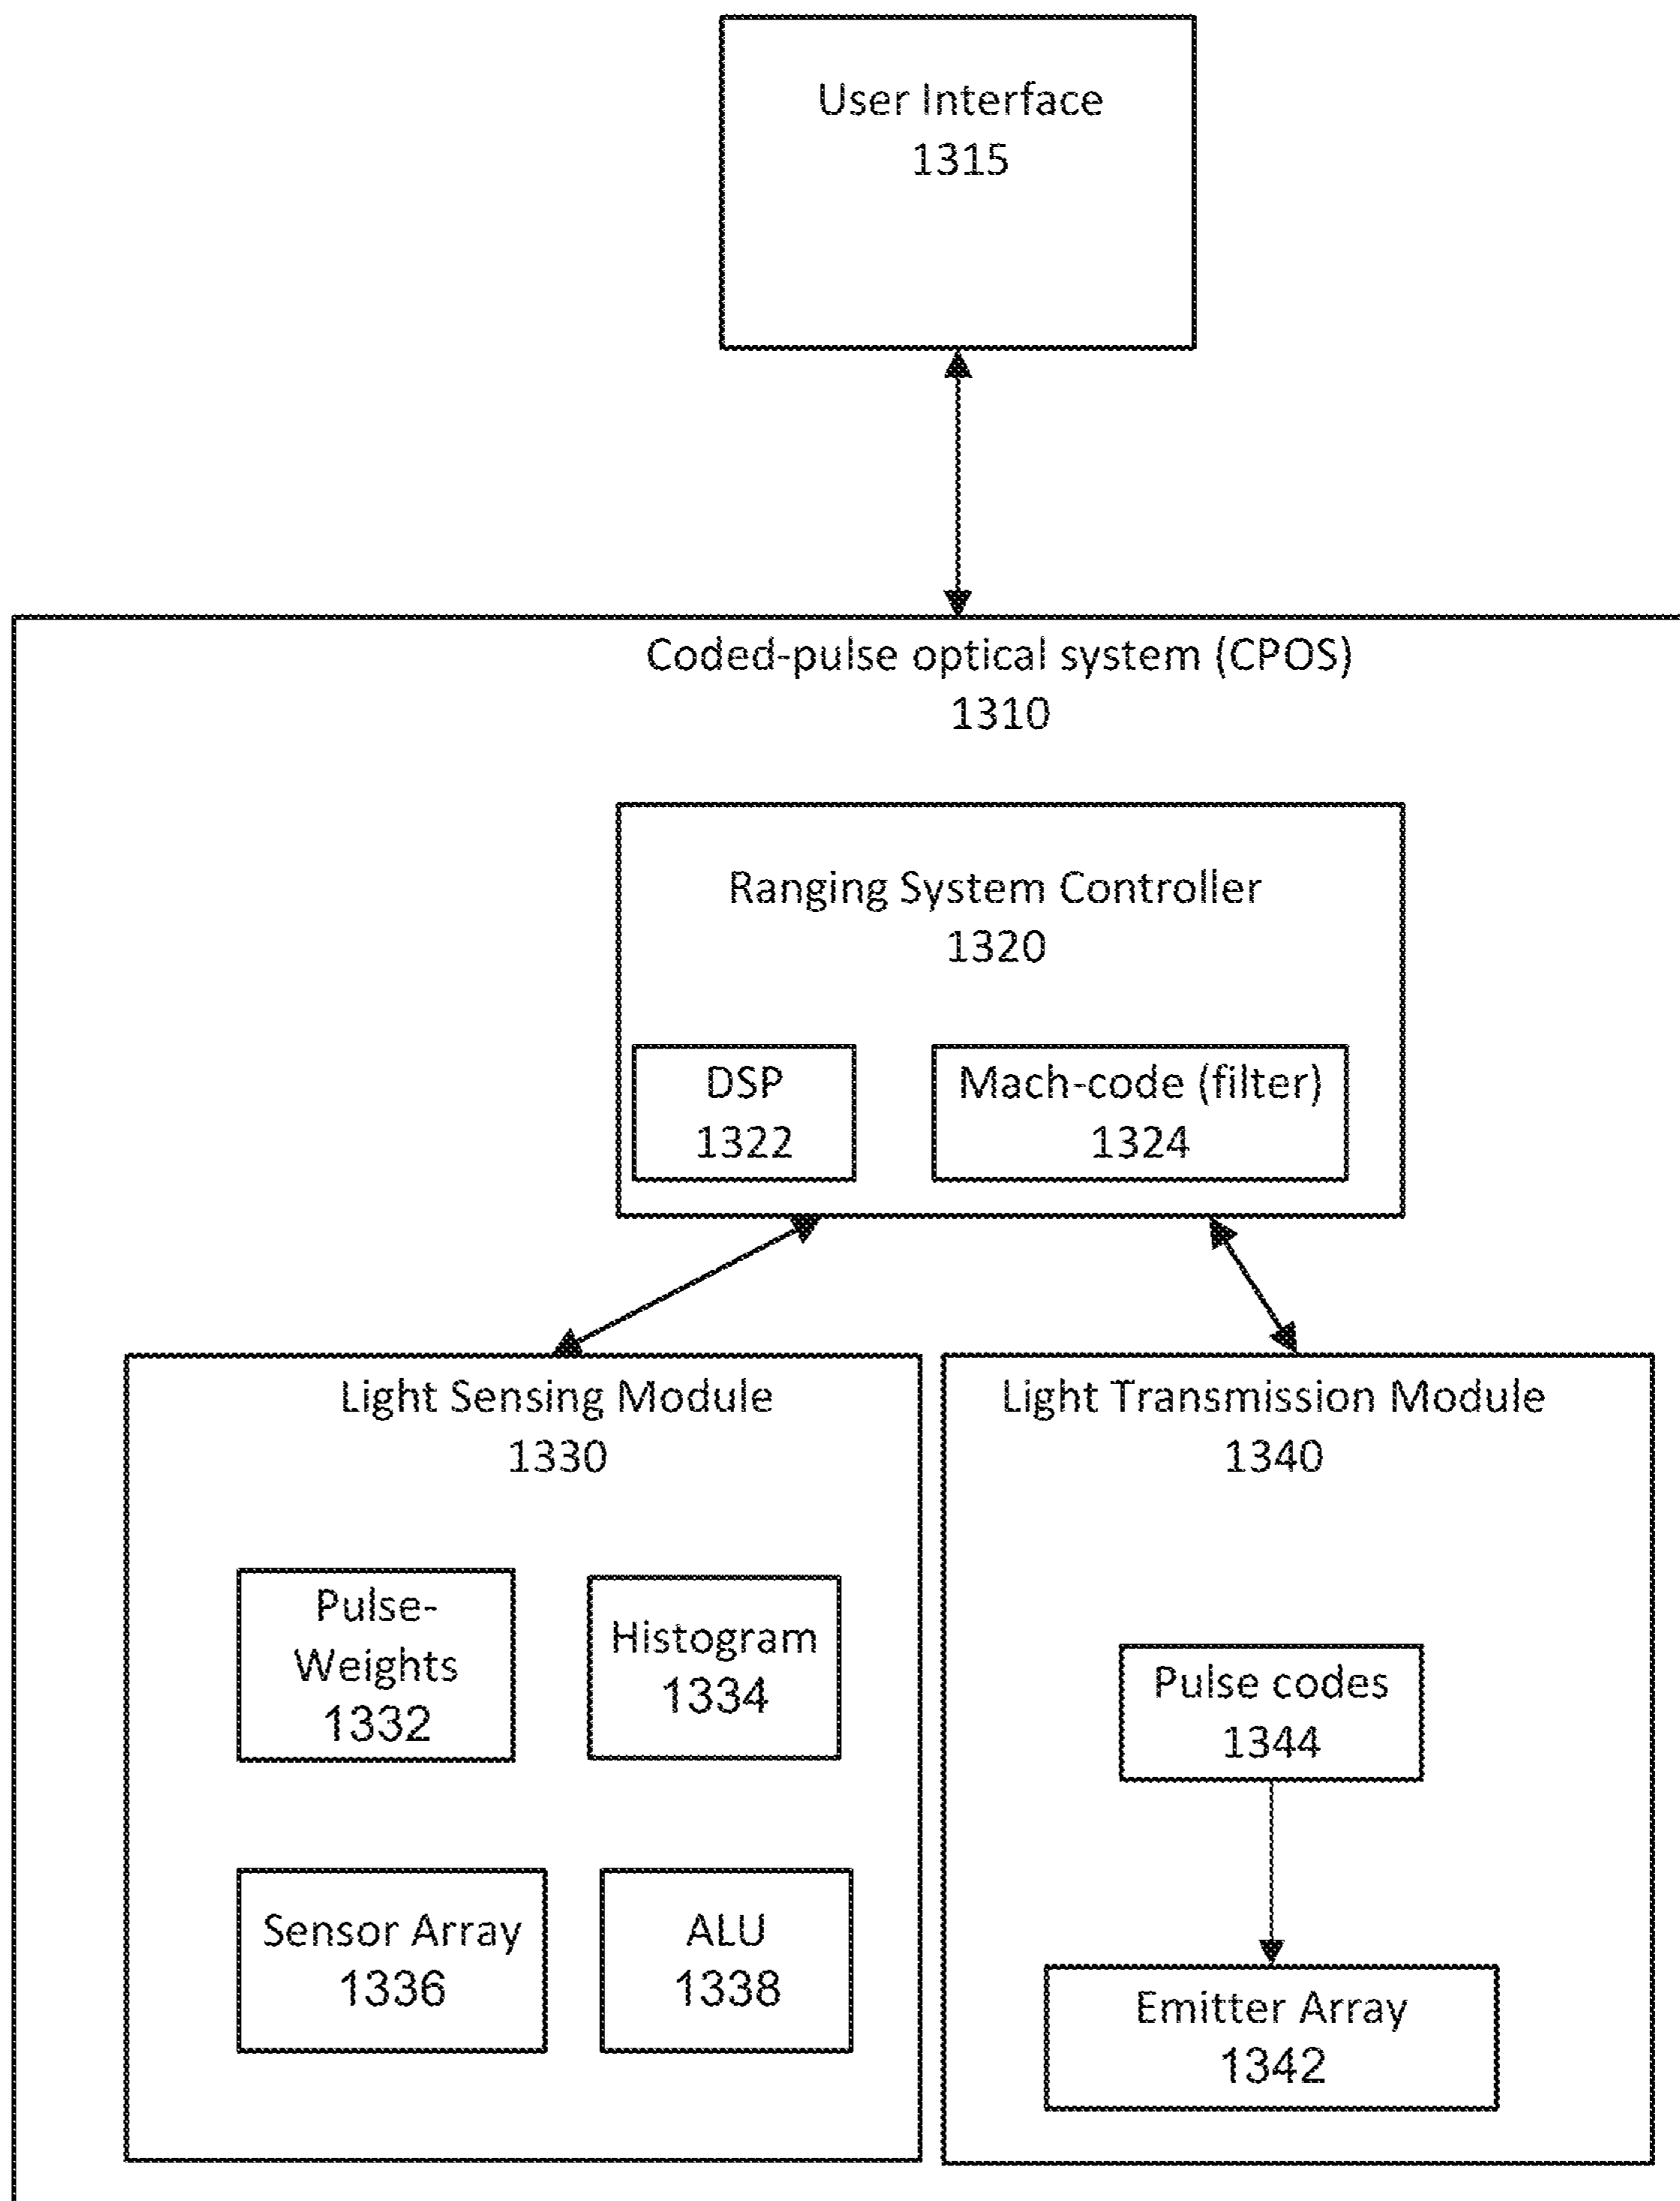 User Interface
1315
Coded-pulse optical system (CPOS)
1310
Ranging System Controller
1320
DSP
1322
Mach-code (filter)
1324
Light Sensing Module
1330
Pulse-
Weights
1332
Histogram
1334
Sensor Array
1336
ALU
1338
Light Transmission Module
1340
Pulse codes
1344
Emitter Array
1342